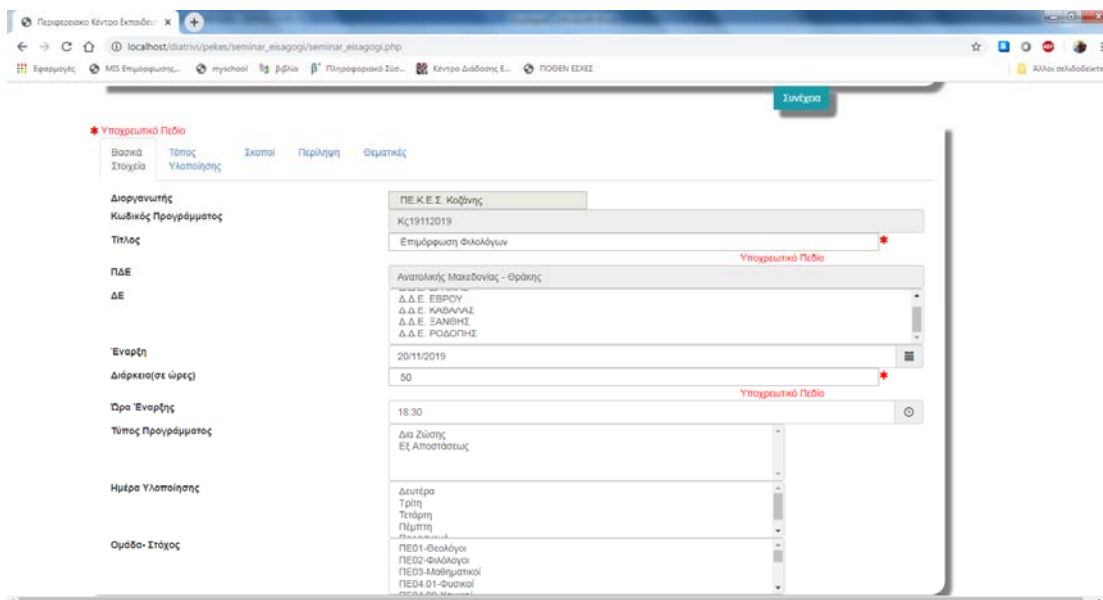 Περιφερειακο Κέντρο Εκπαιδευ
localhost/diatrivi/pekes/seminar_eisagogi/seminar_eisagogi.php
Εφαρμογές MIS Επιμόρφωσης... myschool βιβλία Πληροφοριακό Σύσ... Κέντρο Διάδοσης Ε... ΠΟΘΕΝ ΕΣΧΕΣ Άλλοι σελιδοδείκτε
Συνέχεια
* Υποχρεωτικό Πεδίο
Βασικά Στοιχεία
Τόπος Υλοποίησης
Σκοποί
Περίληψη
Θεματικές
Διοργανωτής
ΠΕ.Κ.Ε.Σ. Κοζάνης
Κωδικός Προγράμματος
Κς19112019
Τίτλος
Επιμόρφωση Φιλολόγων *
Υποχρεωτικό Πεδίο
ΠΔΕ
Ανατολικής Μακεδονίας - Θράκης
ΔΕ
Δ.Δ.Ε. ΕΒΡΟΥ
Δ.Δ.Ε. ΚΑΒΑΛΑΣ
Δ.Δ.Ε. ΞΑΝΘΗΣ
Δ.Δ.Ε. ΡΟΔΟΠΗΣ
Έναρξη
20/11/2019
Διάρκεια(σε ώρες)
50 *
Υποχρεωτικό Πεδίο
Ώρα Έναρξης
18:30
Τύπος Προγράμματος
Δια Ζώσης
Εξ Αποστάσεως
Ημέρα Υλοποίησης
Δευτέρα
Τρίτη
Τετάρτη
Πέμπτη
Ομάδα- Στόχος
ΠΕ01-Θεολόγοι
ΠΕ02-Φιλόλογοι
ΠΕ03-Μαθηματικοί
ΠΕ04.01-Φυσικοί